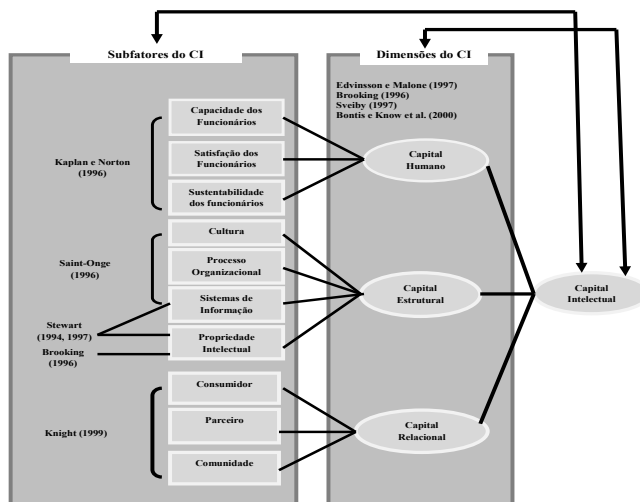 Subfatores do CI
Dimensões do CI
Edvinsson e Malone (1997)
Brooking (1996)
Sveiby (1997)
Bontis e Know et al. (2000)
Kaplan e Norton
(1996)
Capacidade dos
Funcionários
Satisfação dos
Funcionários
Sustentabilidade
dos funcionários
Capital
Humano
Saint-Onge
(1996)
Cultura
Processo
Organizacional
Sistemas de
Informação
Stewart
(1994, 1997)
Brooking
(1996)
Propriedade
Intelectual
Capital
Estrutural
Capital
Intelectual
Knight (1999)
Consumidor
Parceiro
Comunidade
Capital
Relacional